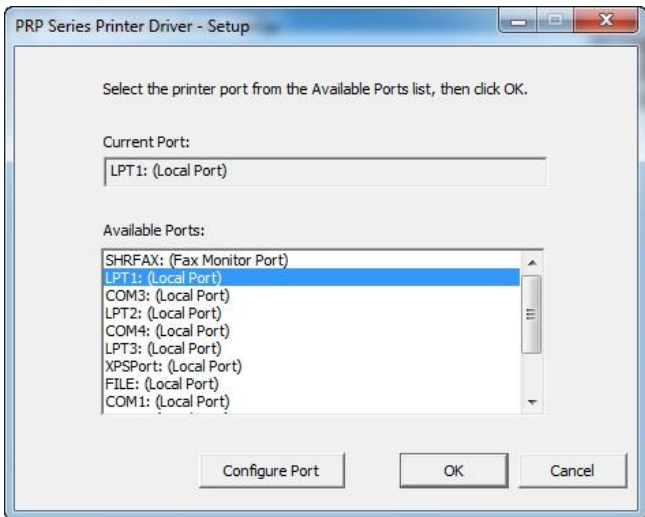 PRP Series Printer Driver - Setup
Select the printer port from the Available Ports list, then click OK.
Current Port:
LPT1: (Local Port)
Available Ports:
SHRFAX: (Fax Monitor Port)
LPT1: (Local Port)
COM3: (Local Port)
LPT2: (Local Port)
COM4: (Local Port)
LPT3: (Local Port)
XPSPort: (Local Port)
FILE: (Local Port)
COM1: (Local Port)
Configure Port
OK
Cancel